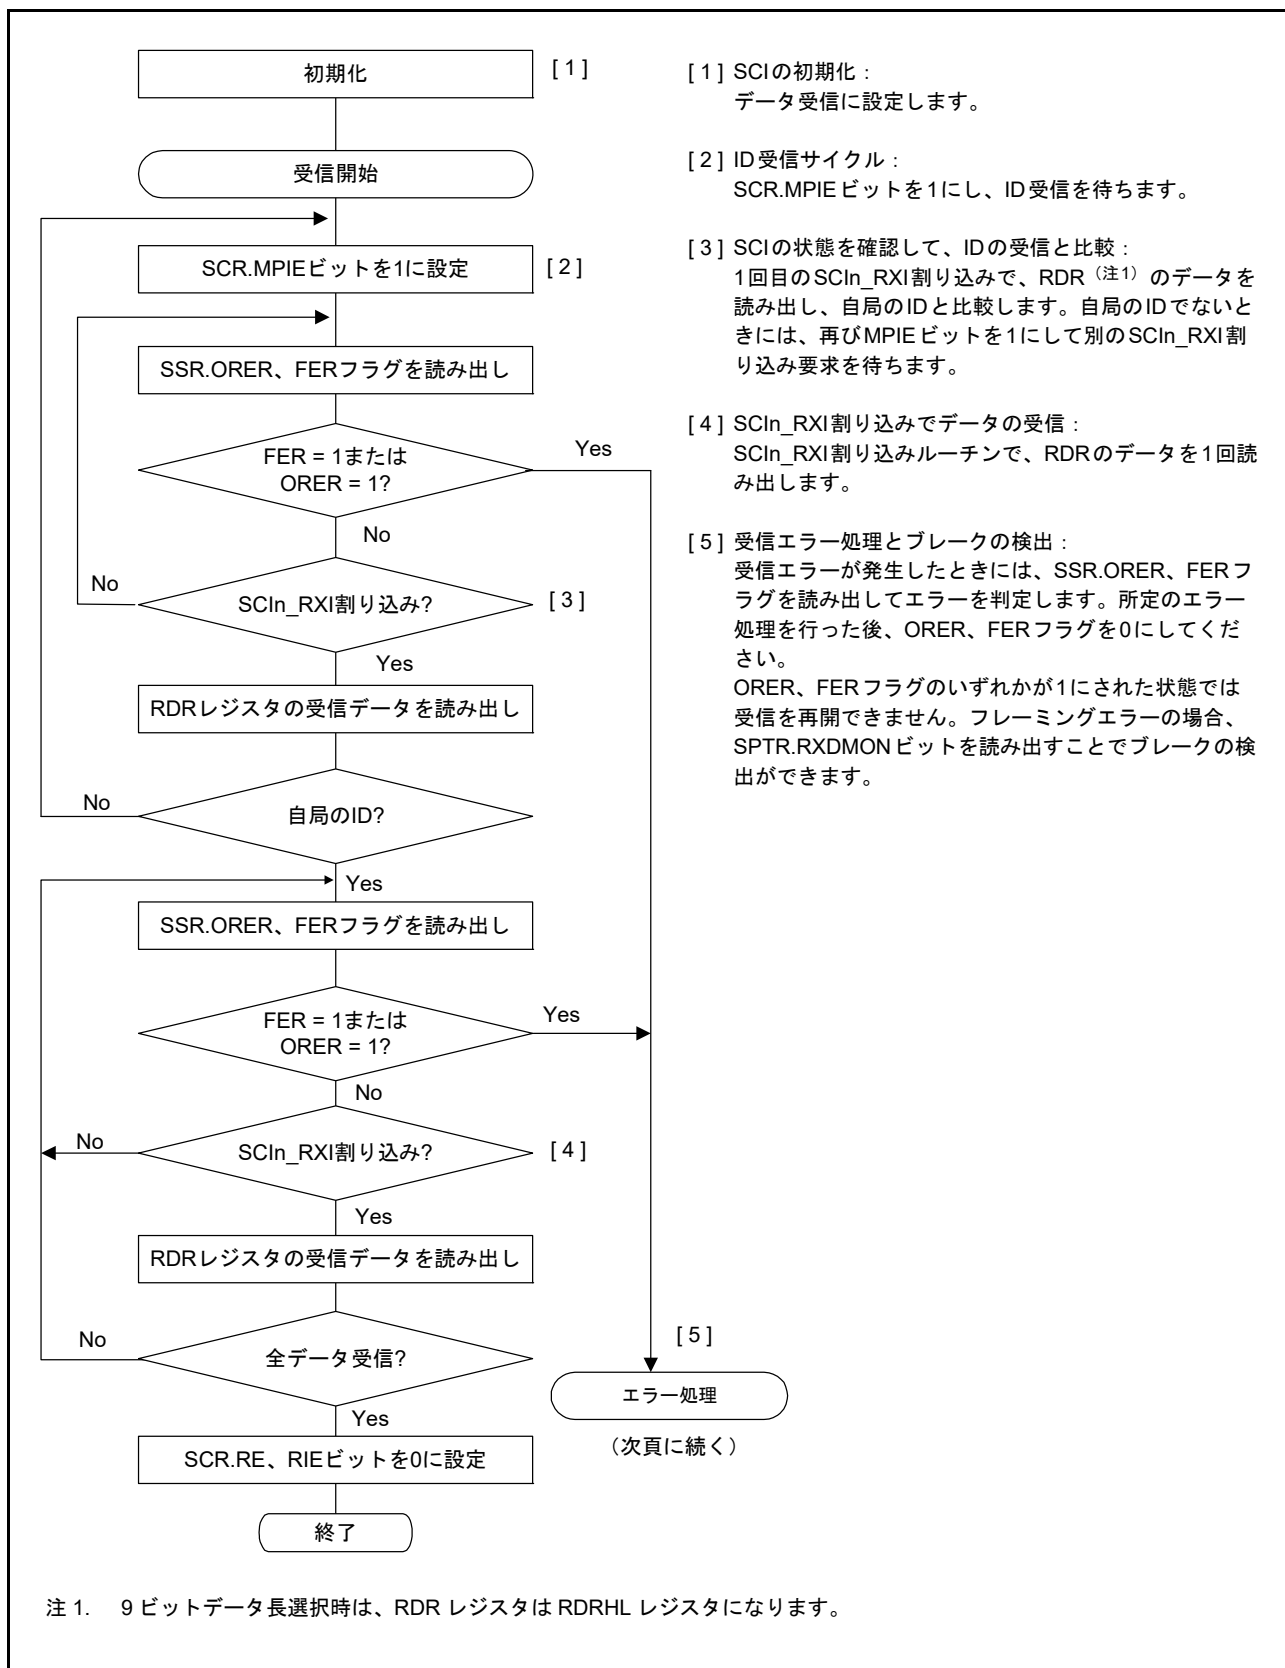 初期化
[ 1 ]
受信開始
SCR.MPIEビットを1に設定
[ 2 ]
SSR.ORER、FERフラグを読み出し
FER = 1または
ORER = 1?
Yes
No
SCIn_RXI割り込み?
No
[ 3 ]
Yes
RDRレジスタの受信データを読み出し
自局のID?
No
Yes
SSR.ORER、FERフラグを読み出し
FER = 1または
ORER = 1?
Yes
No
SCIn_RXI割り込み?
No
[ 4 ]
Yes
RDRレジスタの受信データを読み出し
全データ受信?
No
Yes
SCR.RE、RIEビットを0に設定
終了
[ 5 ]
エラー処理
（次頁に続く）
[ 1 ] SCIの初期化：
データ受信に設定します。
[ 2 ] ID受信サイクル：
SCR.MPIEビットを1にし、ID受信を待ちます。
[ 3 ] SCIの状態を確認して、IDの受信と比較：
1回目のSCIn_RXI割り込みで、RDR（注1）のデータを
読み出し、自局のIDと比較します。自局のIDでないと
きには、再びMPIEビットを1にして別のSCIn_RXI割
り込み要求を待ちます。
[ 4 ] SCIn_RXI割り込みでデータの受信：
SCIn_RXI割り込みルーチンで、RDRのデータを1回読
み出します。
[ 5 ] 受信エラー処理とブレークの検出：
受信エラーが発生したときには、SSR.ORER、FERフ
ラグを読み出してエラーを判定します。所定のエラー
処理を行った後、ORER、FERフラグを0にしてくだ
さい。
ORER、FERフラグのいずれかが1にされた状態では
受信を再開できません。フレーミングエラーの場合、
SPTR.RXDMONビットを読み出すことでブレークの検
出ができます。
注 1. 9 ビットデータ長選択時は、RDR レジスタは RDRHL レジスタになります。